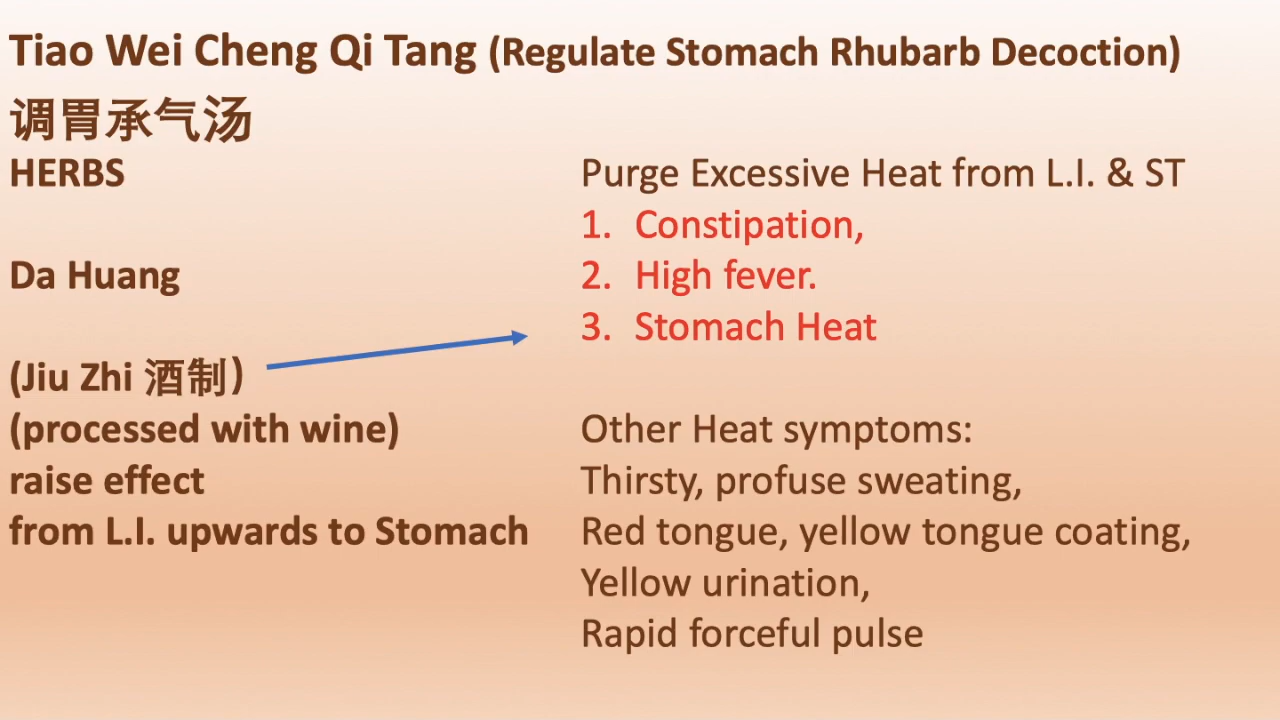 Tiao Wei Cheng Qi Tang (Regulate Stomach Rhubarb Decoction)
调胃承气汤
HERBS
Da Huang
(Jiu Zhi 酒制)
(processed with wine)
raise effect
from L.I. upwards to Stomach
Purge Excessive Heat from L.I. & ST
1. Constipation,
2. High fever.
3. Stomach Heat
Other Heat symptoms:
Thirsty, profuse sweating,
Red tongue, yellow tongue coating,
Yellow urination,
Rapid forceful pulse